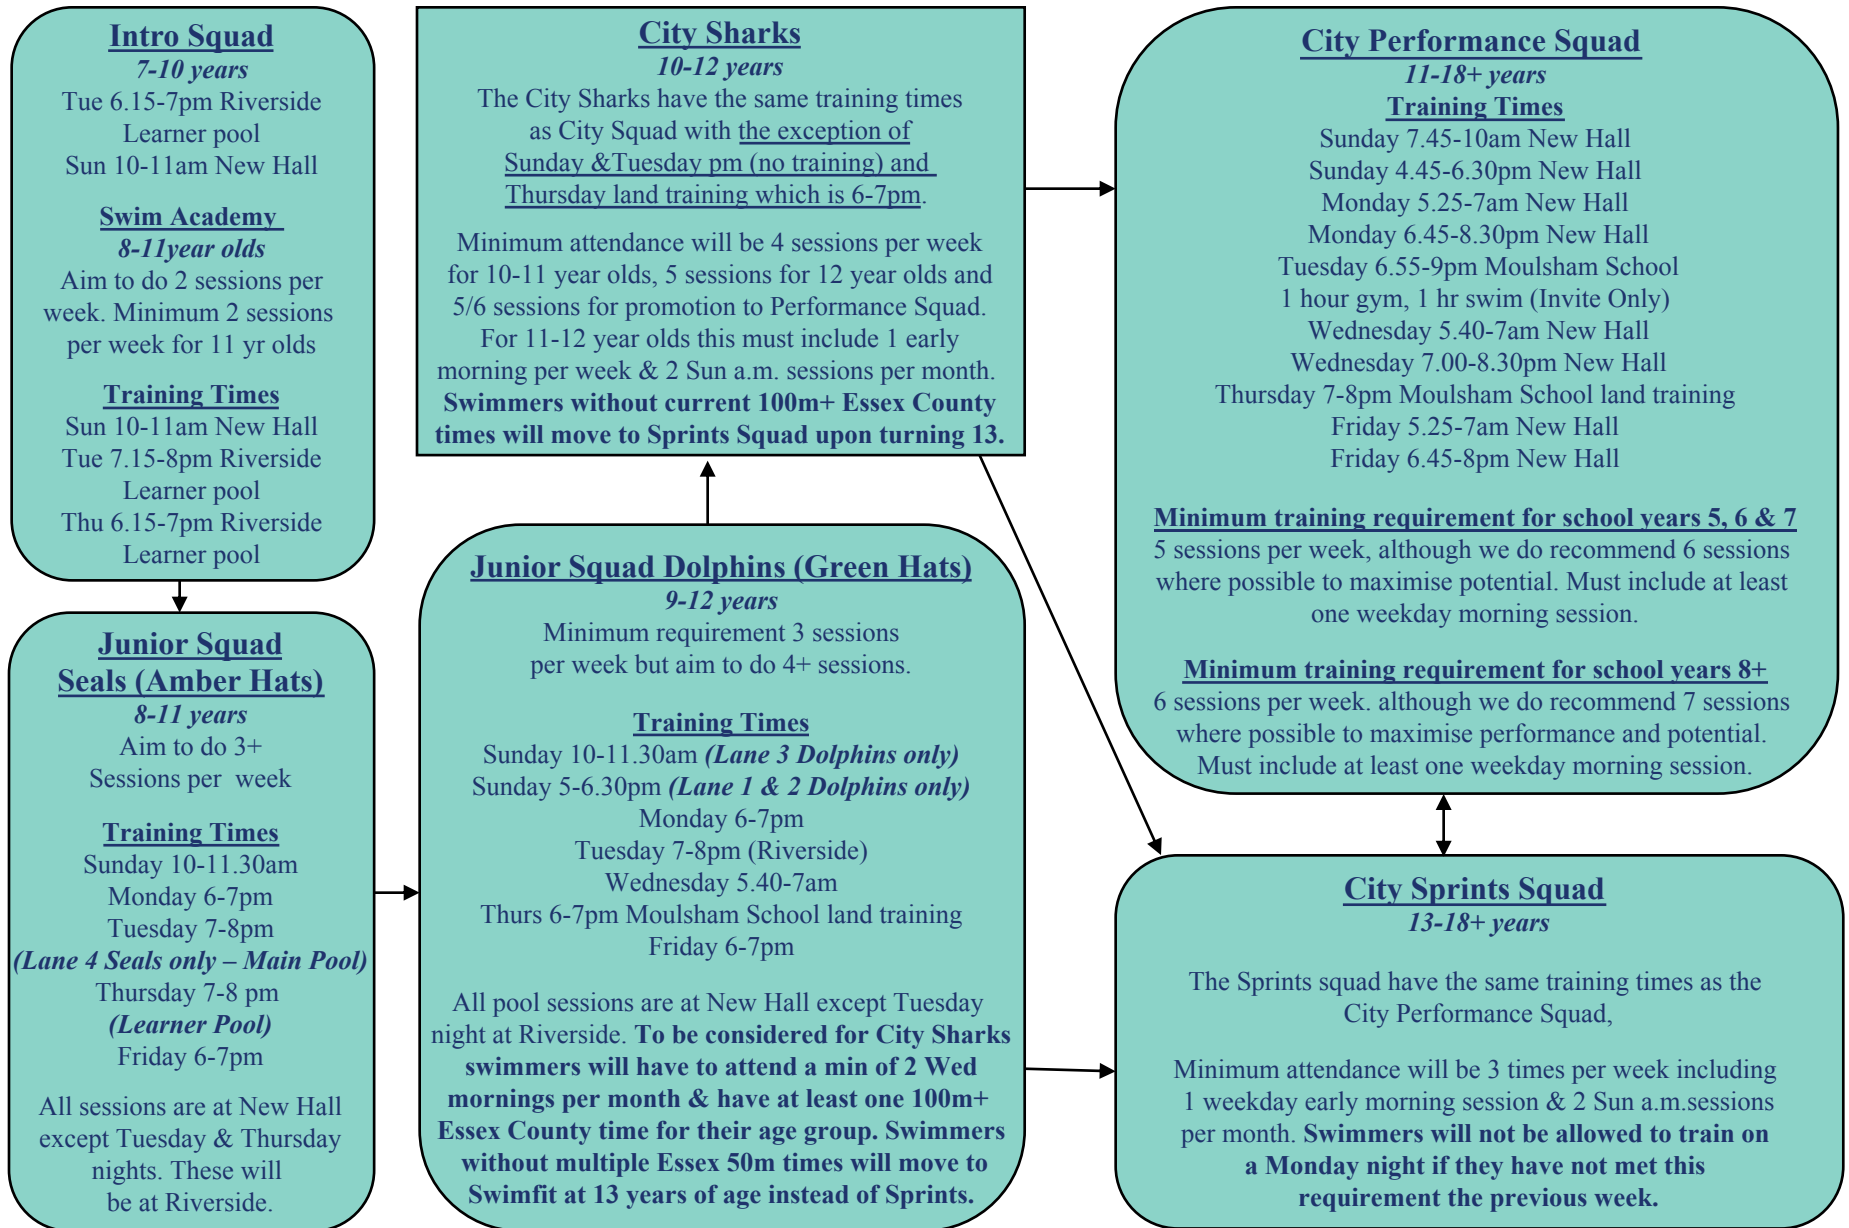 Intro Squad
7-10 years
Tue 6.15-7pm Riverside
Learner pool
Sun 10-11am New Hall
Swim Academy
8-11year olds
Aim to do 2 sessions per
week. Minimum 2 sessions
per week for 11 yr olds
Training Times
Sun 10-11am New Hall
Tue 7.15-8pm Riverside
Learner pool
Thu 6.15-7pm Riverside
Learner pool
Junior Squad
Seals (Amber Hats)
8-11 years
Aim to do 3+
Sessions per week
Training Times
Sunday 10-11.30am
Monday 6-7pm
Tuesday 7-8pm
(Lane 4 Seals only – Main Pool)
Thursday 7-8 pm
(Learner Pool)
Friday 6-7pm
All sessions are at New Hall
except Tuesday & Thursday
nights. These will
be at Riverside.
City Sharks
10-12 years
The City Sharks have the same training times
as City Squad with the exception of
Sunday &Tuesday pm (no training) and
Thursday land training which is 6-7pm.
Minimum attendance will be 4 sessions per week
for 10-11 year olds, 5 sessions for 12 year olds and
5/6 sessions for promotion to Performance Squad.
For 11-12 year olds this must include 1 early
morning per week & 2 Sun a.m. sessions per month.
Swimmers without current 100m+ Essex County
times will move to Sprints Squad upon turning 13.
Junior Squad Dolphins (Green Hats)
9-12 years
Minimum requirement 3 sessions
per week but aim to do 4+ sessions.
Training Times
Sunday 10-11.30am (Lane 3 Dolphins only)
Sunday 5-6.30pm (Lane 1 & 2 Dolphins only)
Monday 6-7pm
Tuesday 7-8pm (Riverside)
Wednesday 5.40-7am
Thurs 6-7pm Moulsham School land training
Friday 6-7pm
All pool sessions are at New Hall except Tuesday
night at Riverside. To be considered for City Sharks
swimmers will have to attend a min of 2 Wed
mornings per month & have at least one 100m+
Essex County time for their age group. Swimmers
without multiple Essex 50m times will move to
Swimfit at 13 years of age instead of Sprints.
City Performance Squad
11-18+ years
Training Times
Sunday 7.45-10am New Hall
Sunday 4.45-6.30pm New Hall
Monday 5.25-7am New Hall
Monday 6.45-8.30pm New Hall
Tuesday 6.55-9pm Moulsham School
1 hour gym, 1 hr swim (Invite Only)
Wednesday 5.40-7am New Hall
Wednesday 7.00-8.30pm New Hall
Thursday 7-8pm Moulsham School land training
Friday 5.25-7am New Hall
Friday 6.45-8pm New Hall
Minimum training requirement for school years 5, 6 & 7
5 sessions per week, although we do recommend 6 sessions
where possible to maximise potential. Must include at least
one weekday morning session.
Minimum training requirement for school years 8+
6 sessions per week. although we do recommend 7 sessions
where possible to maximise performance and potential.
Must include at least one weekday morning session.
City Sprints Squad
13-18+ years
The Sprints squad have the same training times as the
City Performance Squad,
Minimum attendance will be 3 times per week including
1 weekday early morning session & 2 Sun a.m.sessions
per month. Swimmers will not be allowed to train on
a Monday night if they have not met this
requirement the previous week.